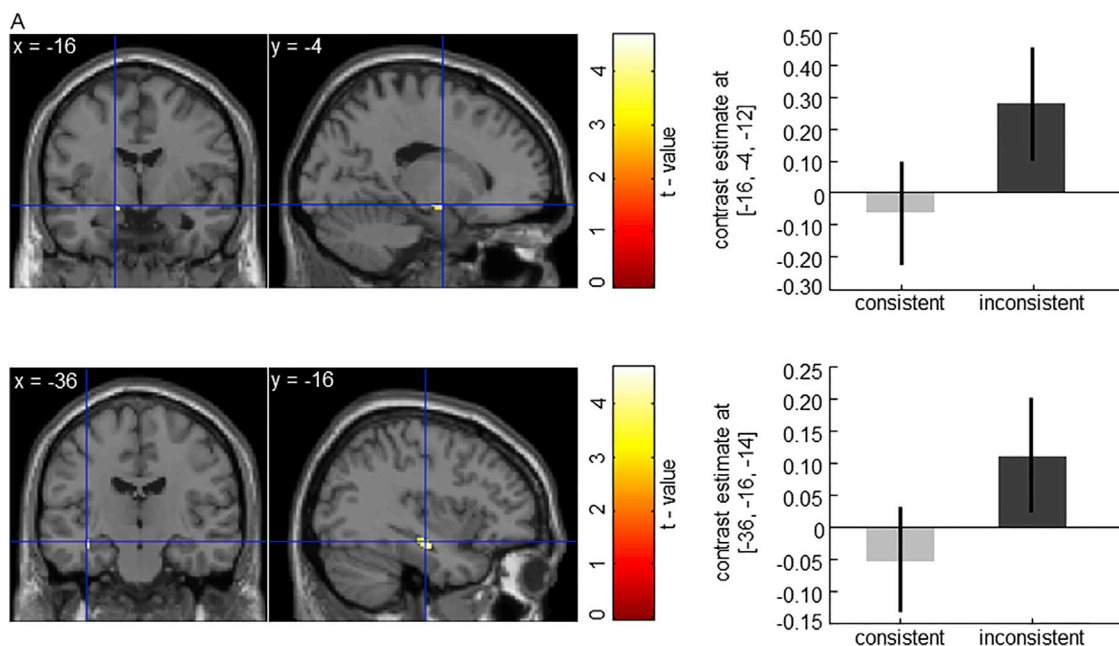 A
x = -16
y = -4
4
3
2
1
0
t - value
contrast estimate at
[-16, -4, -12]
0.50
0.40
0.30
0.20
0.10
0
-0.10
-0.20
-0.30
consistent
inconsistent
x = -36
y = -16
4
3
2
1
0
t - value
contrast estimate at
[-36, -16, -14]
0.25
0.20
0.15
0.10
0.05
0
-0.05
-0.10
-0.15
consistent
inconsistent